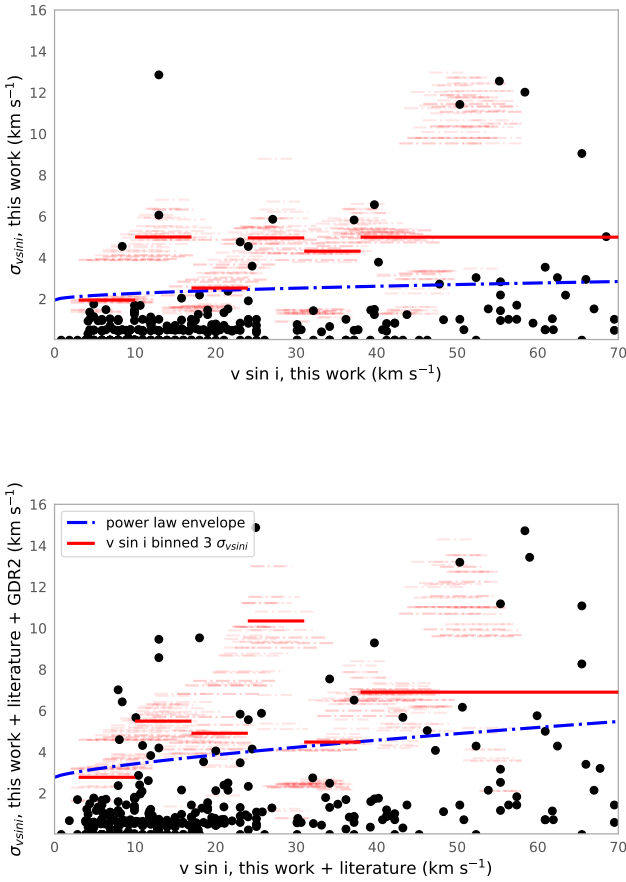 16
14
12
10
8
6
4
2
σvsini, this work (km s−1)
0 10 20 30 40 50 60 70
v sin i, this work (km s−1)
16
14
12
10
8
6
4
2
σvsini, this work + literature + GDR2 (km s−1)
power law envelope
v sin i binned 3 σvsini
0 10 20 30 40 50 60 70
v sin i, this work + literature (km s−1)